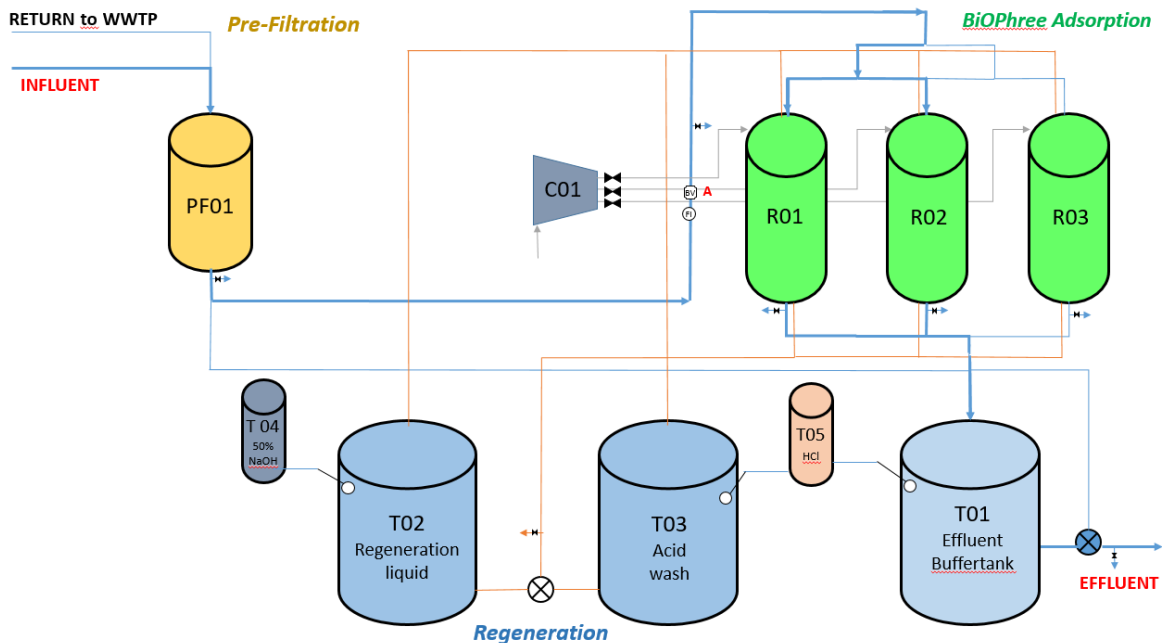 RETURN to WWTP
Pre-Filtration
BiOPhree Adsorption
INFLUENT
PF01
C01
BV
A
FI
R01
R02
R03
T 04
50%
NaOH
T05
HCl
T02
Regeneration
liquid
T03
Acid
wash
T01
Effluent
Buffertank
EFFLUENT
Regeneration